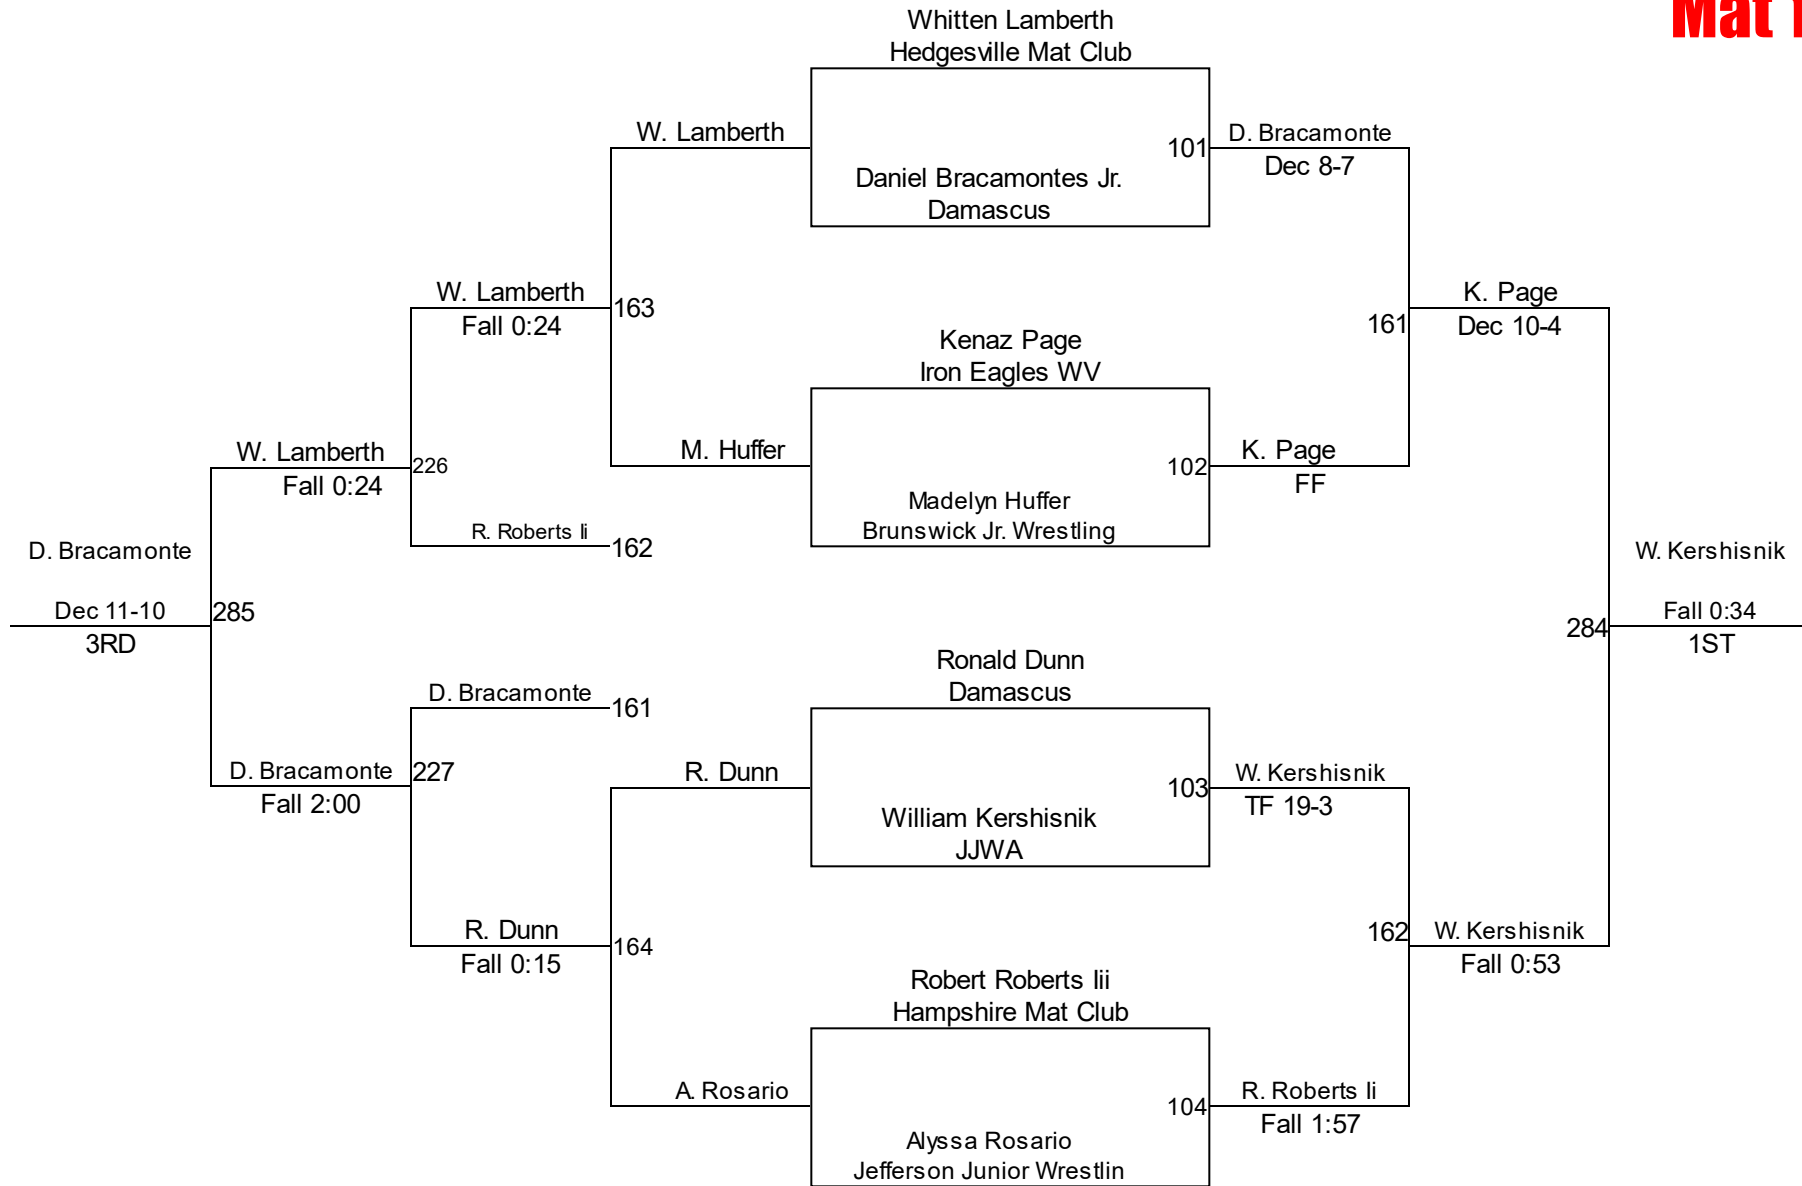 Mat 1
Whitten Lamberth
Hedgesville Mat Club
W. Lamberth
101
D. Bracamonte
Dec 8-7
Daniel Bracamontes Jr.
Damascus
W. Lamberth
Fall 0:24
163
K. Page
Dec 10-4
161
Kenaz Page
Iron Eagles WV
W. Lamberth
Fall 0:24
226
M. Huffer
102
K. Page
FF
Madelyn Huffer
Brunswick Jr. Wrestling
R. Roberts Ii
162
D. Bracamonte
Dec 11-10
3RD
285
W. Kershisnik
Fall 0:34
1ST
284
Ronald Dunn
Damascus
D. Bracamonte
161
D. Bracamonte
Fall 2:00
227
R. Dunn
103
W. Kershisnik
TF 19-3
William Kershisnik
JJWA
R. Dunn
Fall 0:15
164
162
W. Kershisnik
Fall 0:53
Robert Roberts Iii
Hampshire Mat Club
A. Rosario
104
R. Roberts Ii
Fall 1:57
Alyssa Rosario
Jefferson Junior Wrestlin